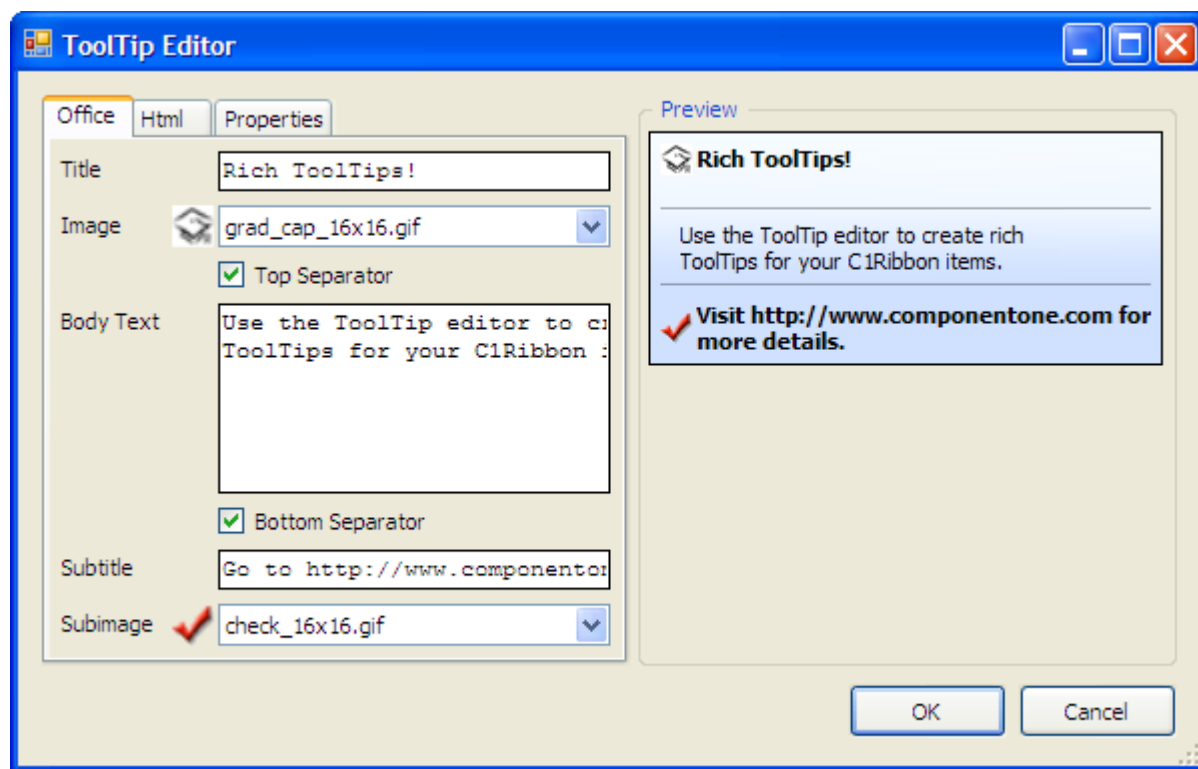 ToolTip Editor
Office Html Properties
Title Rich ToolTips!
Image grad_cap_16x16.gif
Top Separator
Body Text Use the ToolTip editor to
ToolTips for your C1Ribbon
Bottom Separator
Subtitle Go to http://www.componenton
Subimage check_16x16.gif
Preview
Rich ToolTips!
Use the ToolTip editor to create rich
ToolTips for your C1Ribbon items.
Visit http://www.componentone.com for
more details.
OK Cancel